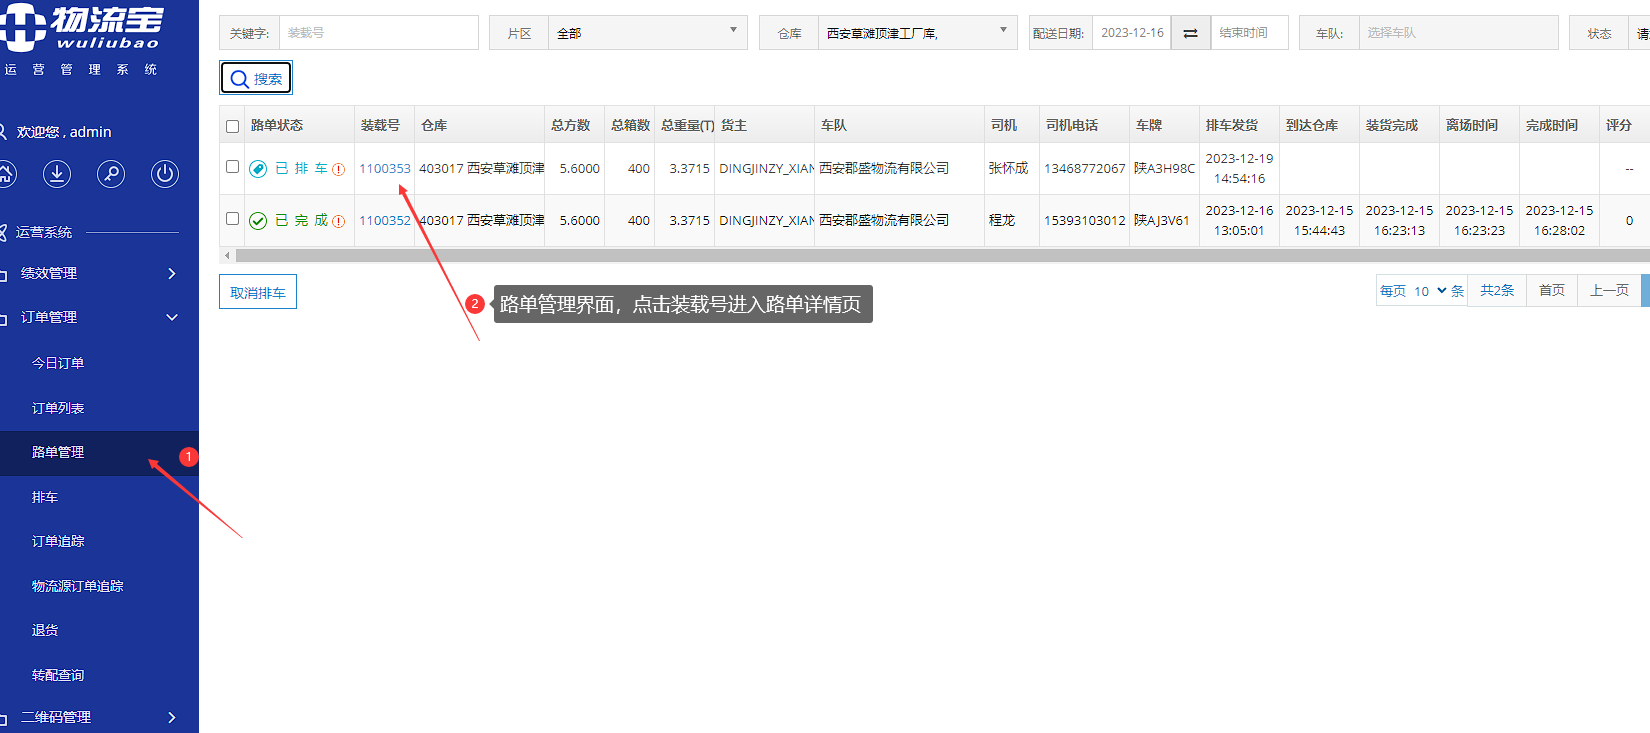 物流宝
wuliubao
运营管理系统
欢迎您 , admin
运营系统
绩效管理
订单管理
今日订单
订单列表
路单管理
1
排车
订单追踪
物流源订单追踪
退货
转配查询
二维码管理
关键字: 装载号 片区 全部 仓库 西安草滩顶津工厂库, 配送日期: 2023-12-16 结束时间 车队: 选择车队 状态 请
搜索
路单状态 装载号 仓库 总方数 总箱数 总重量(T) 货主 车队 司机 司机电话 车牌 排车发货 到达仓库 装货完成 离场时间 完成时间 评分
已排车 1100353 403017 西安草滩顶津 5.6000 400 3.3715 DINGJINZY_XIAN 西安郡盛物流有限公司 张怀成 13468772067 陕A3H98C 2023-12-19 14:54:16 --
已完成 1100352 403017 西安草滩顶津 5.6000 400 3.3715 DINGJINZY_XIAN 西安郡盛物流有限公司 程龙 15393103012 陕AJ3V61 2023-12-16 13:05:01 2023-12-15 15:44:43 2023-12-15 16:23:13 2023-12-15 16:23:23 2023-12-15 16:28:02 0
取消排车
2 路单管理界面，点击装载号进入路单详情页
每页 10 条 共2条 首页 上一页